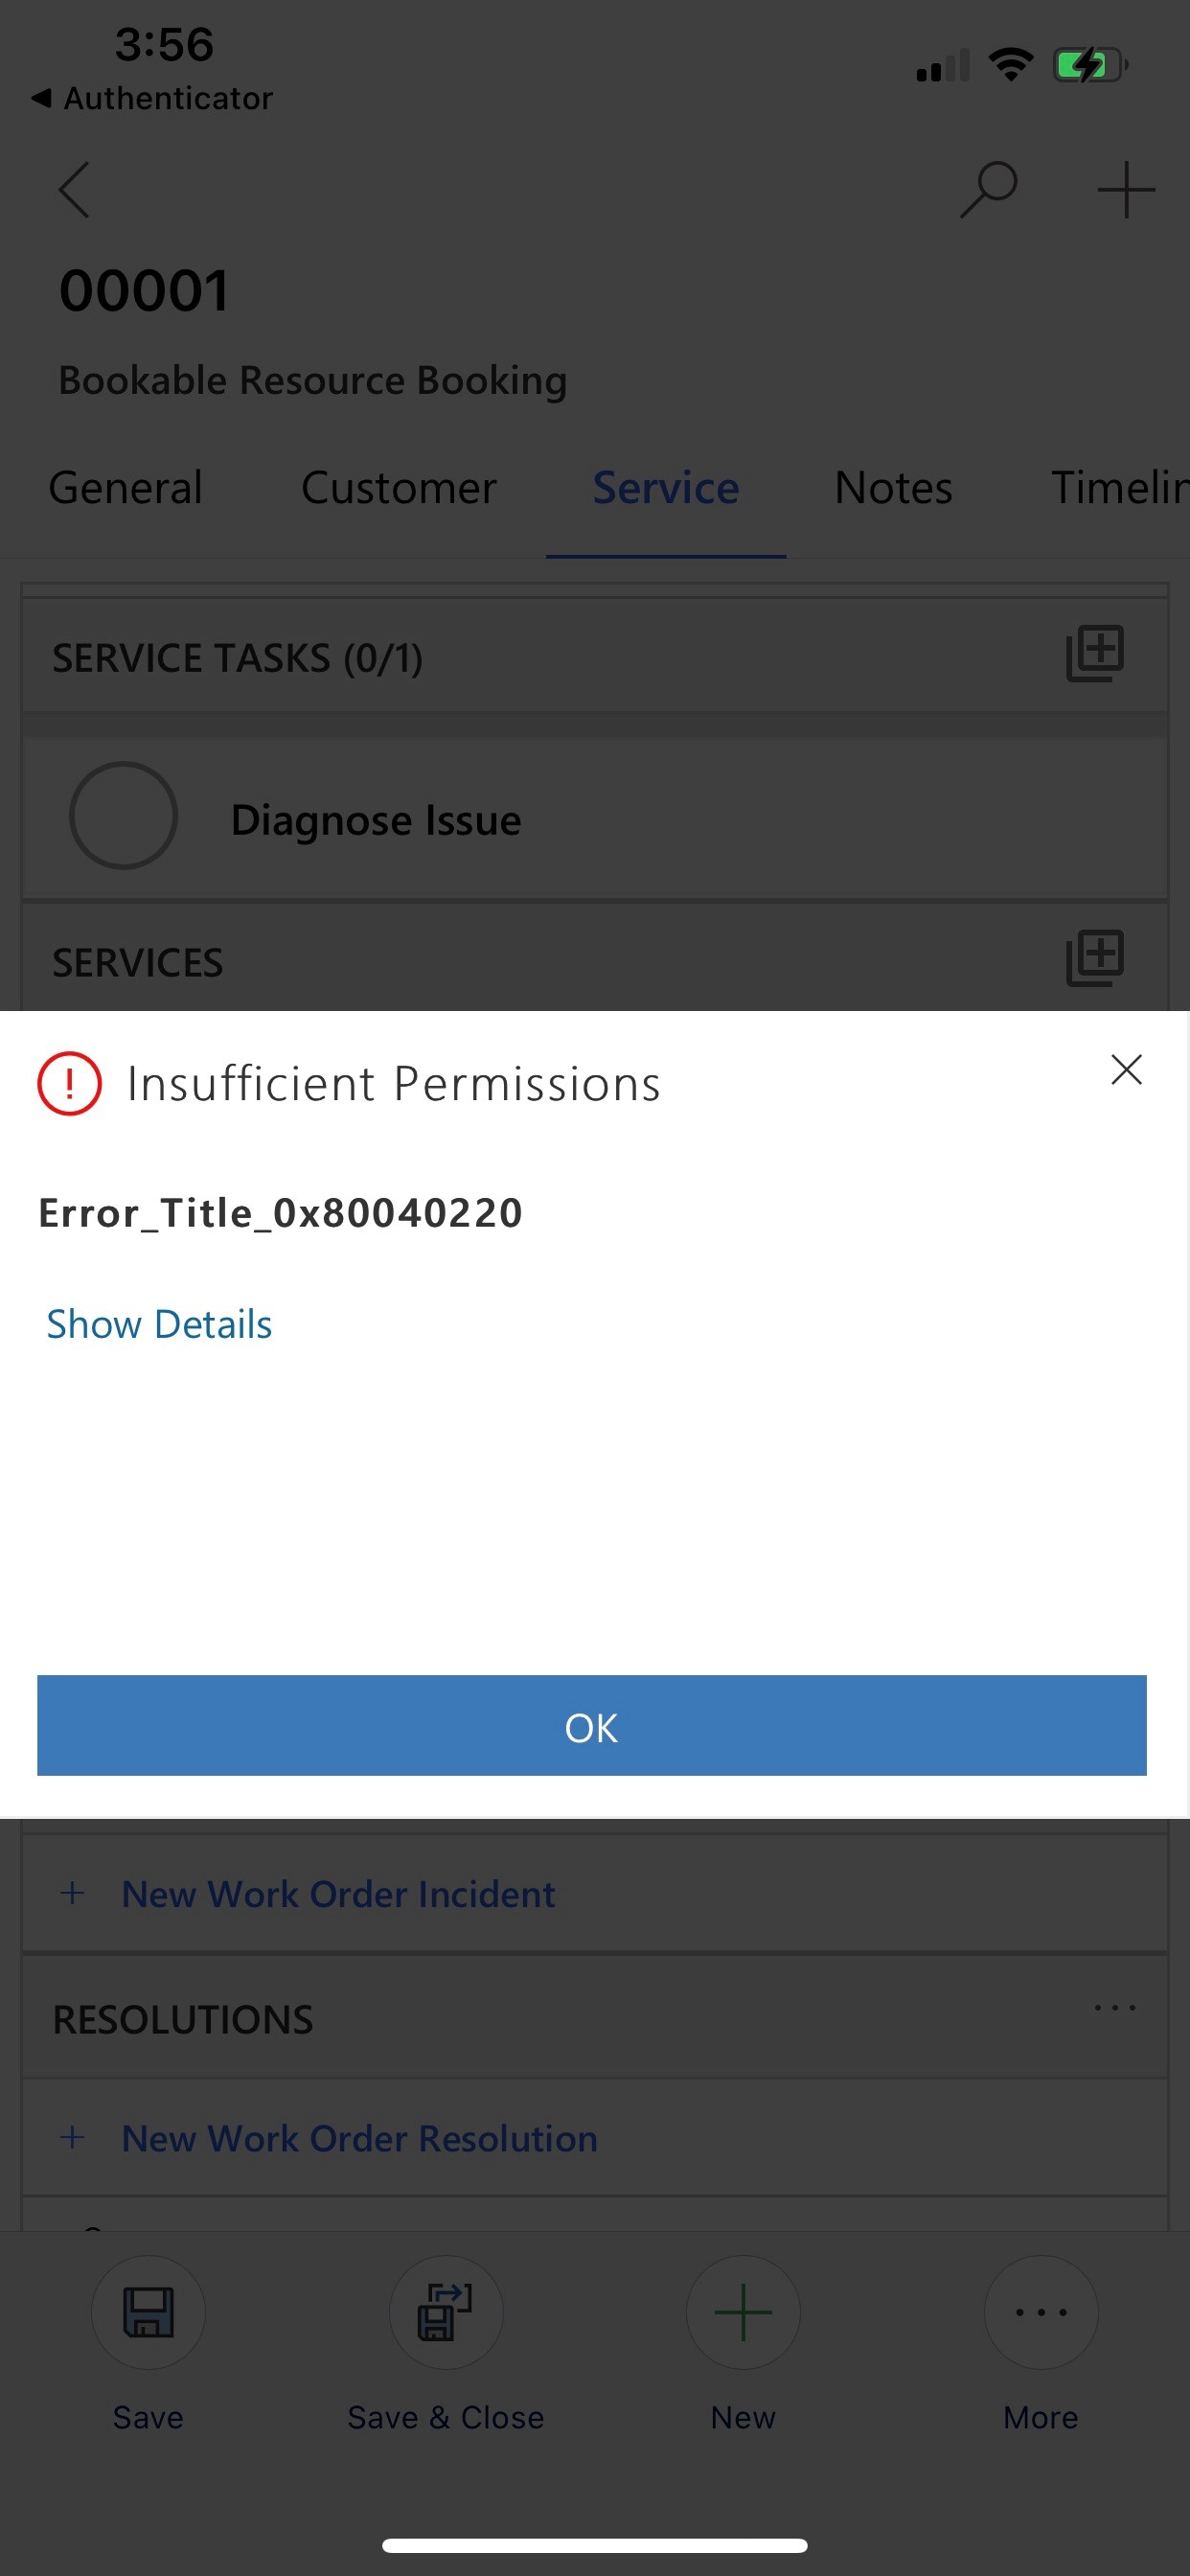 3:56
Authenticator
00001
Bookable Resource Booking
General Customer Service Notes Timelin
SERVICE TASKS (0/1)
Diagnose Issue
SERVICES
Insufficient Permissions
Error_Title_0x80040220
Show Details
OK
New Work Order Incident
RESOLUTIONS
New Work Order Resolution
Save Save & Close New More